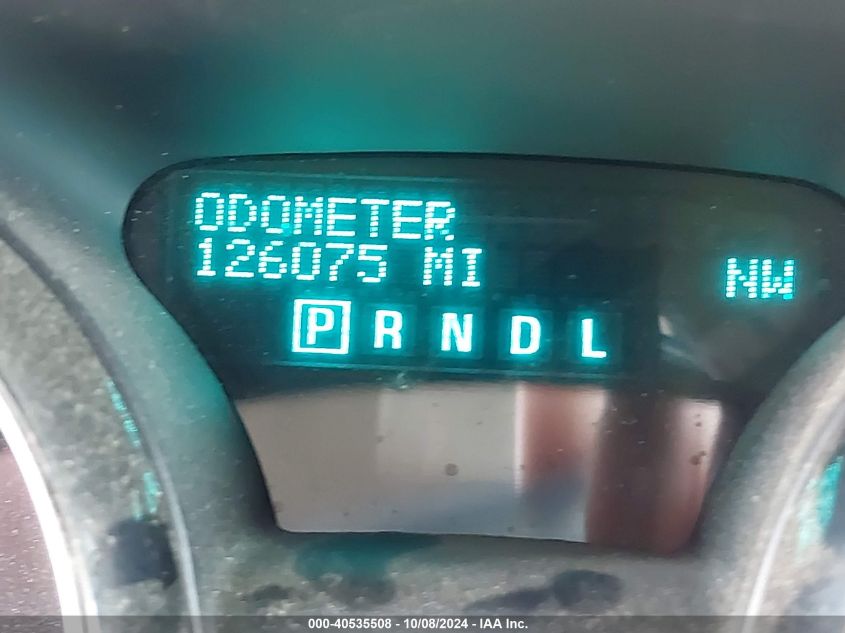 ODOMETER
126075 MI NW
P R N D L
000-40535508 - 10/08/2024 - IAA Inc.